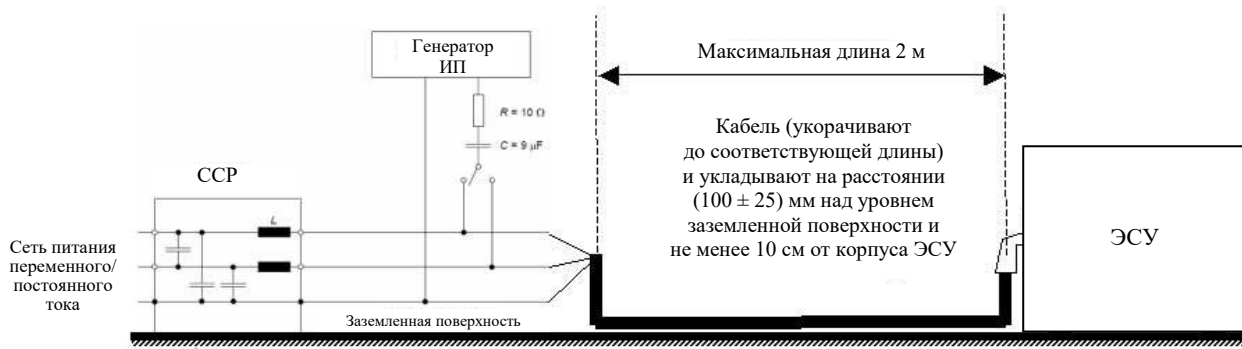 Генератор
ИП
R = 10 Ω
C = 9 μF
ССР
L
Сеть питания
переменного/
постоянного
тока
Заземленная поверхность
Максимальная длина 2 м
Кабель (укорачивают
до соответствующей длины)
и укладывают на расстоянии
(100 ± 25) мм над уровнем
заземленной поверхности и
не менее 10 см от корпуса ЭСУ
ЭСУ